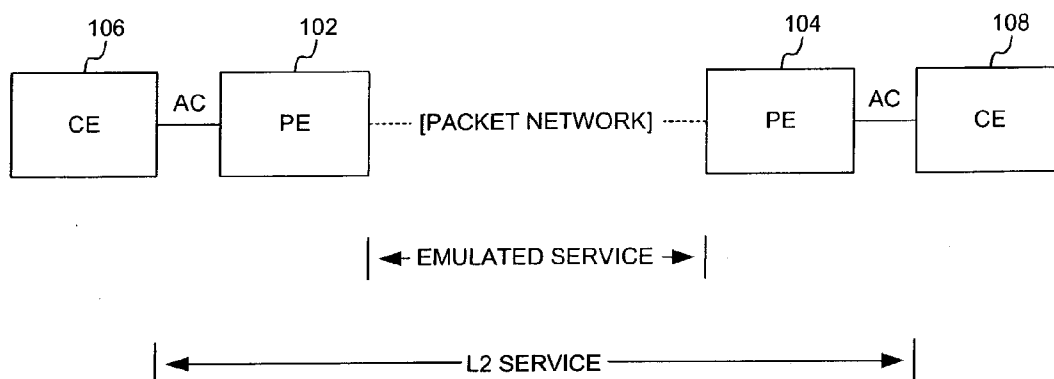 106 102 104 108
CE AC PE [PACKET NETWORK] PE AC CE
EMULATED SERVICE
L2 SERVICE